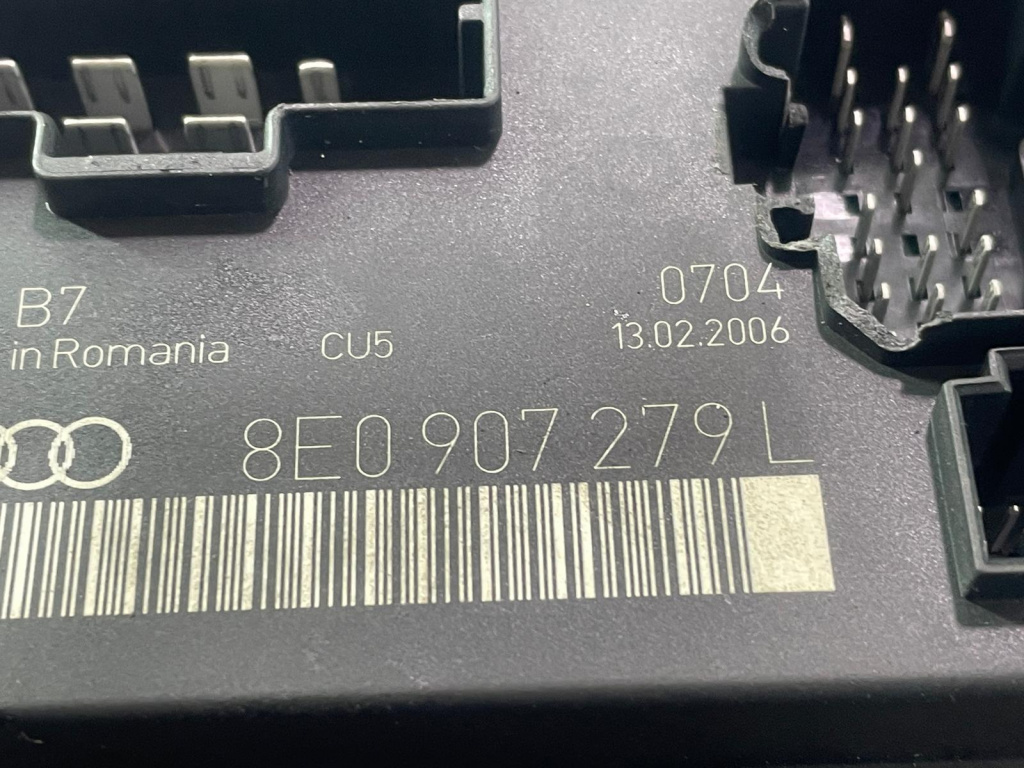 B7
in Romania
CU5
0704
13.02.2006
8E0 907 279 L